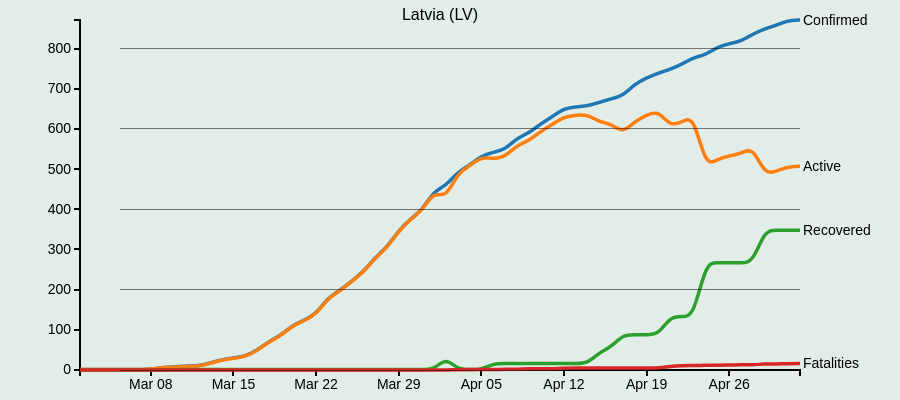 Latvia (LV)
Confirmed
800
700
600
500
Active
400
Recovered
300
200
100
0
Fatalities
Mar 08 Mar 15 Mar 22 Mar 29 Apr 05 Apr 12 Apr 19 Apr 26